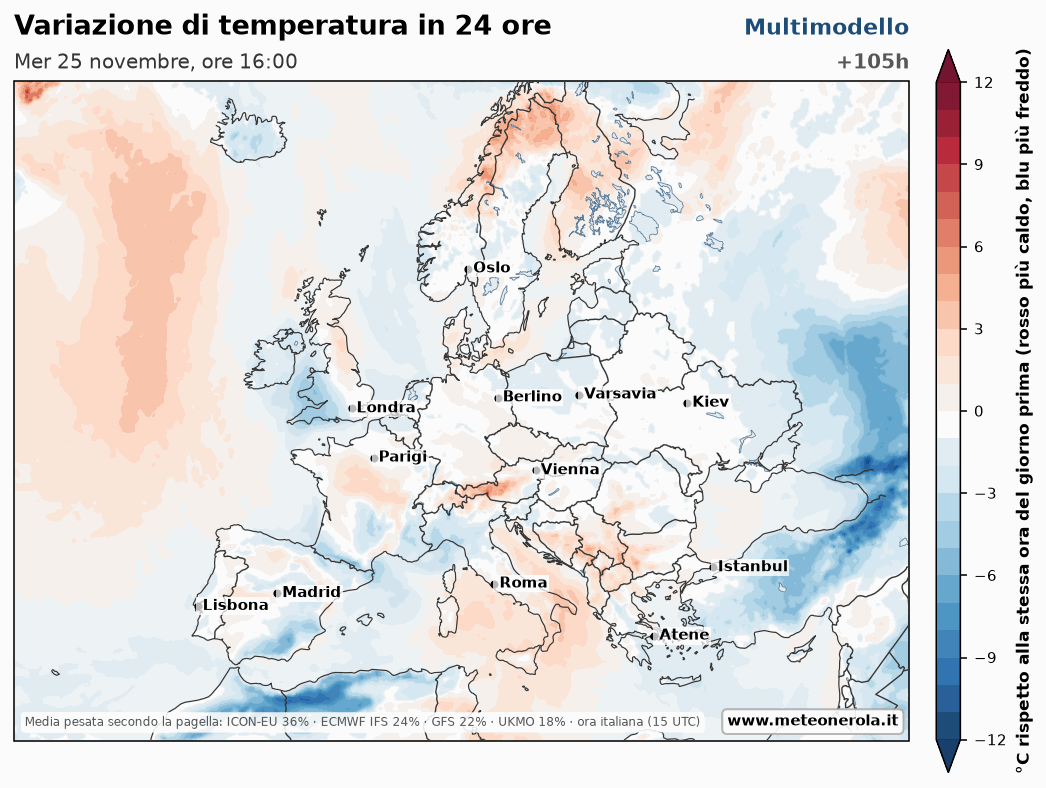 Variazione di temperatura in 24 ore
Multimodello
Mer 25 novembre, ore 16:00
+105h
Oslo
Londra
Berlino
Varsavia
Kiev
Parigi
Vienna
Istanbul
Roma
Madrid
Lisbona
Atene
Media pesata secondo la pagella: ICON-EU 36% · ECMWF IFS 24% · GFS 22% · UKMO 18% · ora italiana (15 UTC)
www.meteonerola.it
12
9
6
3
0
−3
−6
−9
−12
°C rispetto alla stessa ora del giorno prima (rosso più caldo, blu più freddo)